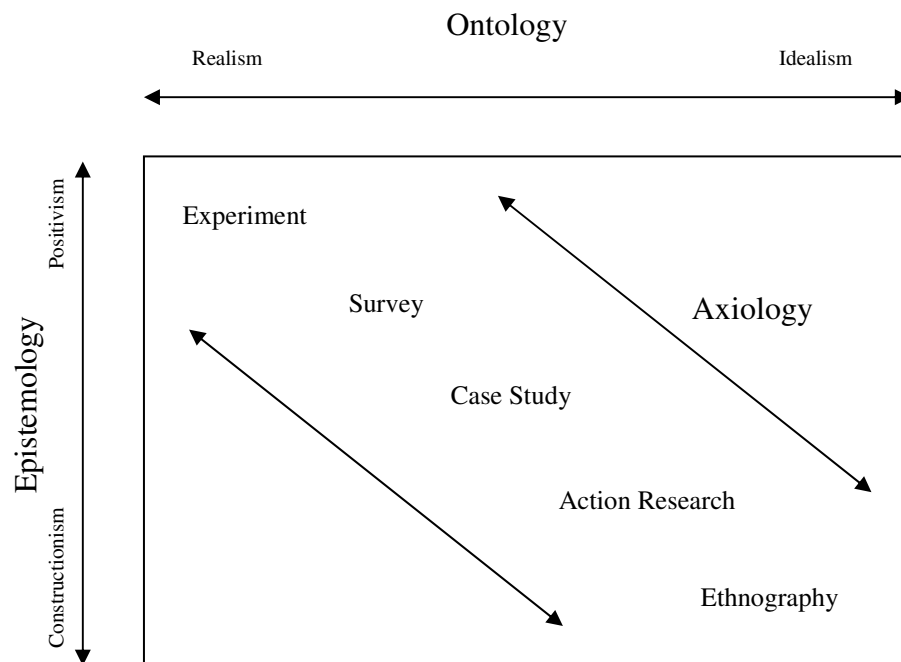 Ontology
Realism
Idealism
Epistemology
Positivism
Constructionism
Experiment
Survey
Axiology
Case Study
Action Research
Ethnography